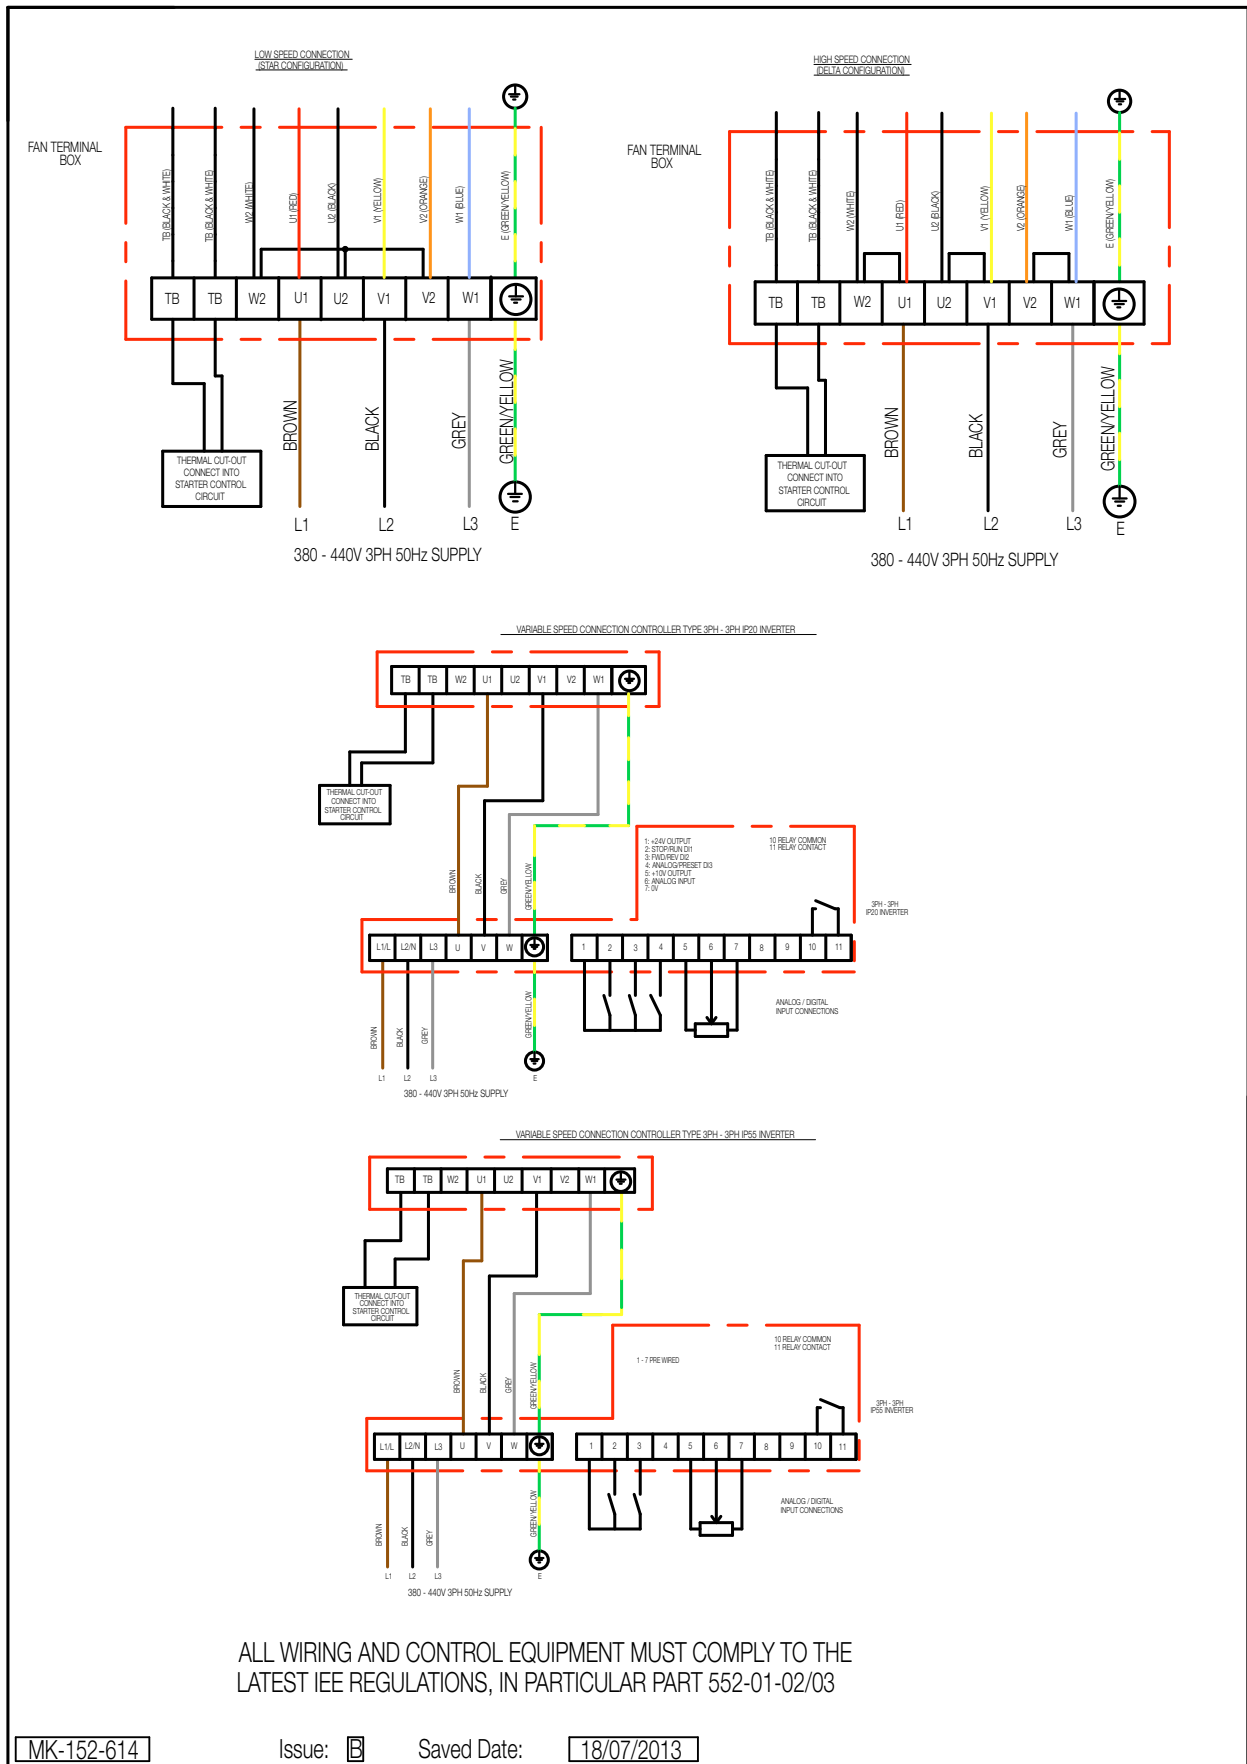 LOW SPEED CONNECTION
(STAR CONFIGURATION)
FAN TERMINAL
BOX
TB (BLACK & WHITE)
TB (BLACK & WHITE)
W2 (WHITE)
U1 (RED)
U2 (BLACK)
V1 (YELLOW)
V2 (ORANGE)
W1 (BLUE)
E (GREEN/YELLOW)
TB TB W2 U1 U2 V1 V2 W1
BROWN
BLACK
GREY
GREEN/YELLOW
THERMAL CUT-OUT
CONNECT INTO
STARTER CONTROL
CIRCUIT
L1 L2 L3 E
380 - 440V 3PH 50Hz SUPPLY
HIGH SPEED CONNECTION
(DELTA CONFIGURATION)
FAN TERMINAL
BOX
TB (BLACK & WHITE)
TB (BLACK & WHITE)
W2 (WHITE)
U1 (RED)
U2 (BLACK)
V1 (YELLOW)
V2 (ORANGE)
W1 (BLUE)
E (GREEN/YELLOW)
TB TB W2 U1 U2 V1 V2 W1
BROWN
BLACK
GREY
GREEN/YELLOW
THERMAL CUT-OUT
CONNECT INTO
STARTER CONTROL
CIRCUIT
L1 L2 L3 E
380 - 440V 3PH 50Hz SUPPLY
VARIABLE SPEED CONNECTION CONTROLLER TYPE 3PH - 3PH IP20 INVERTER
TB TB W2 U1 U2 V1 V2 W1
THERMAL CUT-OUT
CONNECT INTO
STARTER CONTROL
CIRCUIT
BROWN
BLACK
GREY
GREEN/YELLOW
1: +24V OUTPUT
2: STOP/RUN DI1
3: FWD/REV DI2
4: ANALOG/PRESET DI3
5: +10V OUTPUT
6: ANALOG INPUT
7: 0V
10 RELAY COMMON
11 RELAY CONTACT
3PH - 3PH
IP20 INVERTER
L1/L L2/N L3 U V W
1 2 3 4 5 6 7 8 9 10 11
BROWN
BLACK
GREY
GREEN/YELLOW
ANALOG / DIGITAL
INPUT CONNECTIONS
L1 L2 L3 E
380 - 440V 3PH 50Hz SUPPLY
VARIABLE SPEED CONNECTION CONTROLLER TYPE 3PH - 3PH IP55 INVERTER
TB TB W2 U1 U2 V1 V2 W1
THERMAL CUT-OUT
CONNECT INTO
STARTER CONTROL
CIRCUIT
BROWN
BLACK
GREY
GREEN/YELLOW
1 - 7 PRE WIRED
10 RELAY COMMON
11 RELAY CONTACT
3PH - 3PH
IP55 INVERTER
L1/L L2/N L3 U V W
1 2 3 4 5 6 7 8 9 10 11
BROWN
BLACK
GREY
GREEN/YELLOW
ANALOG / DIGITAL
INPUT CONNECTIONS
L1 L2 L3 E
380 - 440V 3PH 50Hz SUPPLY
ALL WIRING AND CONTROL EQUIPMENT MUST COMPLY TO THE
LATEST IEE REGULATIONS, IN PARTICULAR PART 552-01-02/03
MK-152-614 Issue: B Saved Date: 18/07/2013